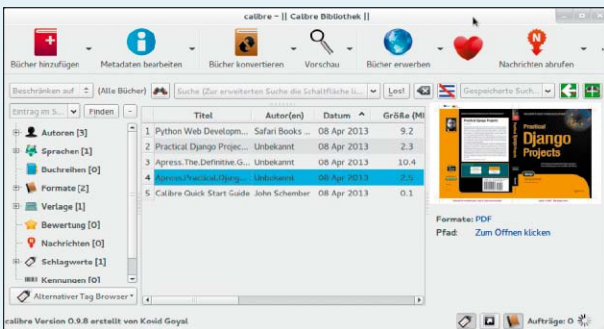 calibre - || Calibre Bibliothek ||
Bücher hinzufügen Metadaten bearbeiten Bücher konvertieren Vorschau Bücher erwerben Nachrichten abrufen
Beschränken auf (Alle Bücher) Suche (Zur erweiterten Suche die Schaltfläche li... Los! Gespeicherte Such...
Eintrag im S... Finden -
Titel Autor(en) Datum Größe (MB
1 Python Web Developm... Safari Books ... 08 Apr 2013 9.2
2 Practical Django Projec... Unbekannt 08 Apr 2013 2.3
3 Apress.The.Definitive.G... Unbekannt 08 Apr 2013 10.4
4 Apress.Practical.Djang... Unbekannt 08 Apr 2013 2.5
5 Calibre Quick Start Guide John Schember 08 Apr 2013 0.1
Autoren [3]
Sprachen [1]
Buchreihen [0]
Formate [2]
Verlage [1]
Bewertung [0]
Nachrichten [0]
Schlagworte [1]
Kennungen [0]
Alternativer Tag Browser
Practical
Django
Projects
Formate: PDF
Pfad: Zum Öffnen klicken
calibre Version 0.9.8 erstellt von Kovid Goyal
Aufträge: 0